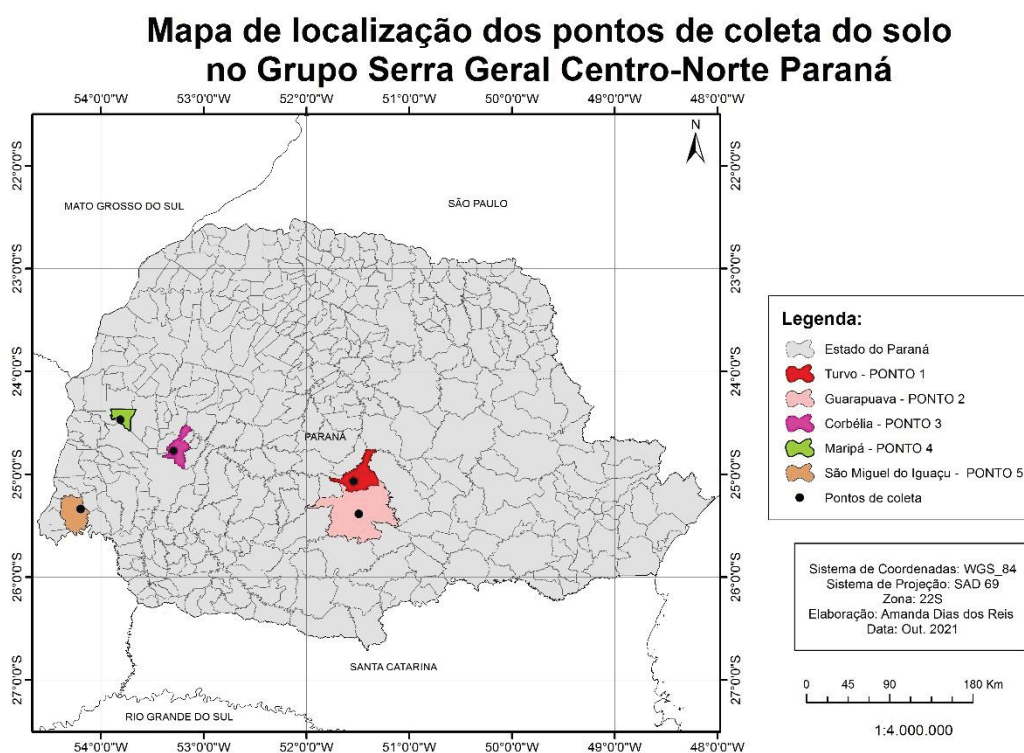 Mapa de localização dos pontos de coleta do solo
no Grupo Serra Geral Centro-Norte Paraná
54°0'0"W 53°0'0"W 52°0'0"W 51°0'0"W 50°0'0"W 49°0'0"W 48°0'0"W
N
22°0'0"S 22°0'0"S
MATO GROSSO DO SUL
SÃO PAULO
23°0'0"S 23°0'0"S
24°0'0"S 24°0'0"S
PARANÁ
25°0'0"S 25°0'0"S
26°0'0"S 26°0'0"S
SANTA CATARINA
27°0'0"S 27°0'0"S
RIO GRANDE DO SUL
54°0'0"W 53°0'0"W 52°0'0"W 51°0'0"W 50°0'0"W 49°0'0"W 48°0'0"W
Legenda:
Estado do Paraná
Turvo - PONTO 1
Guarapuava - PONTO 2
Corbélia - PONTO 3
Maripá - PONTO 4
São Miguel do Iguaçu - PONTO 5
Pontos de coleta
Sistema de Coordenadas: WGS_84
Sistema de Projeção: SAD 69
Zona: 22S
Elaboração: Amanda Dias dos Reis
Data: Out. 2021
0 45 90 180 Km
1:4.000.000